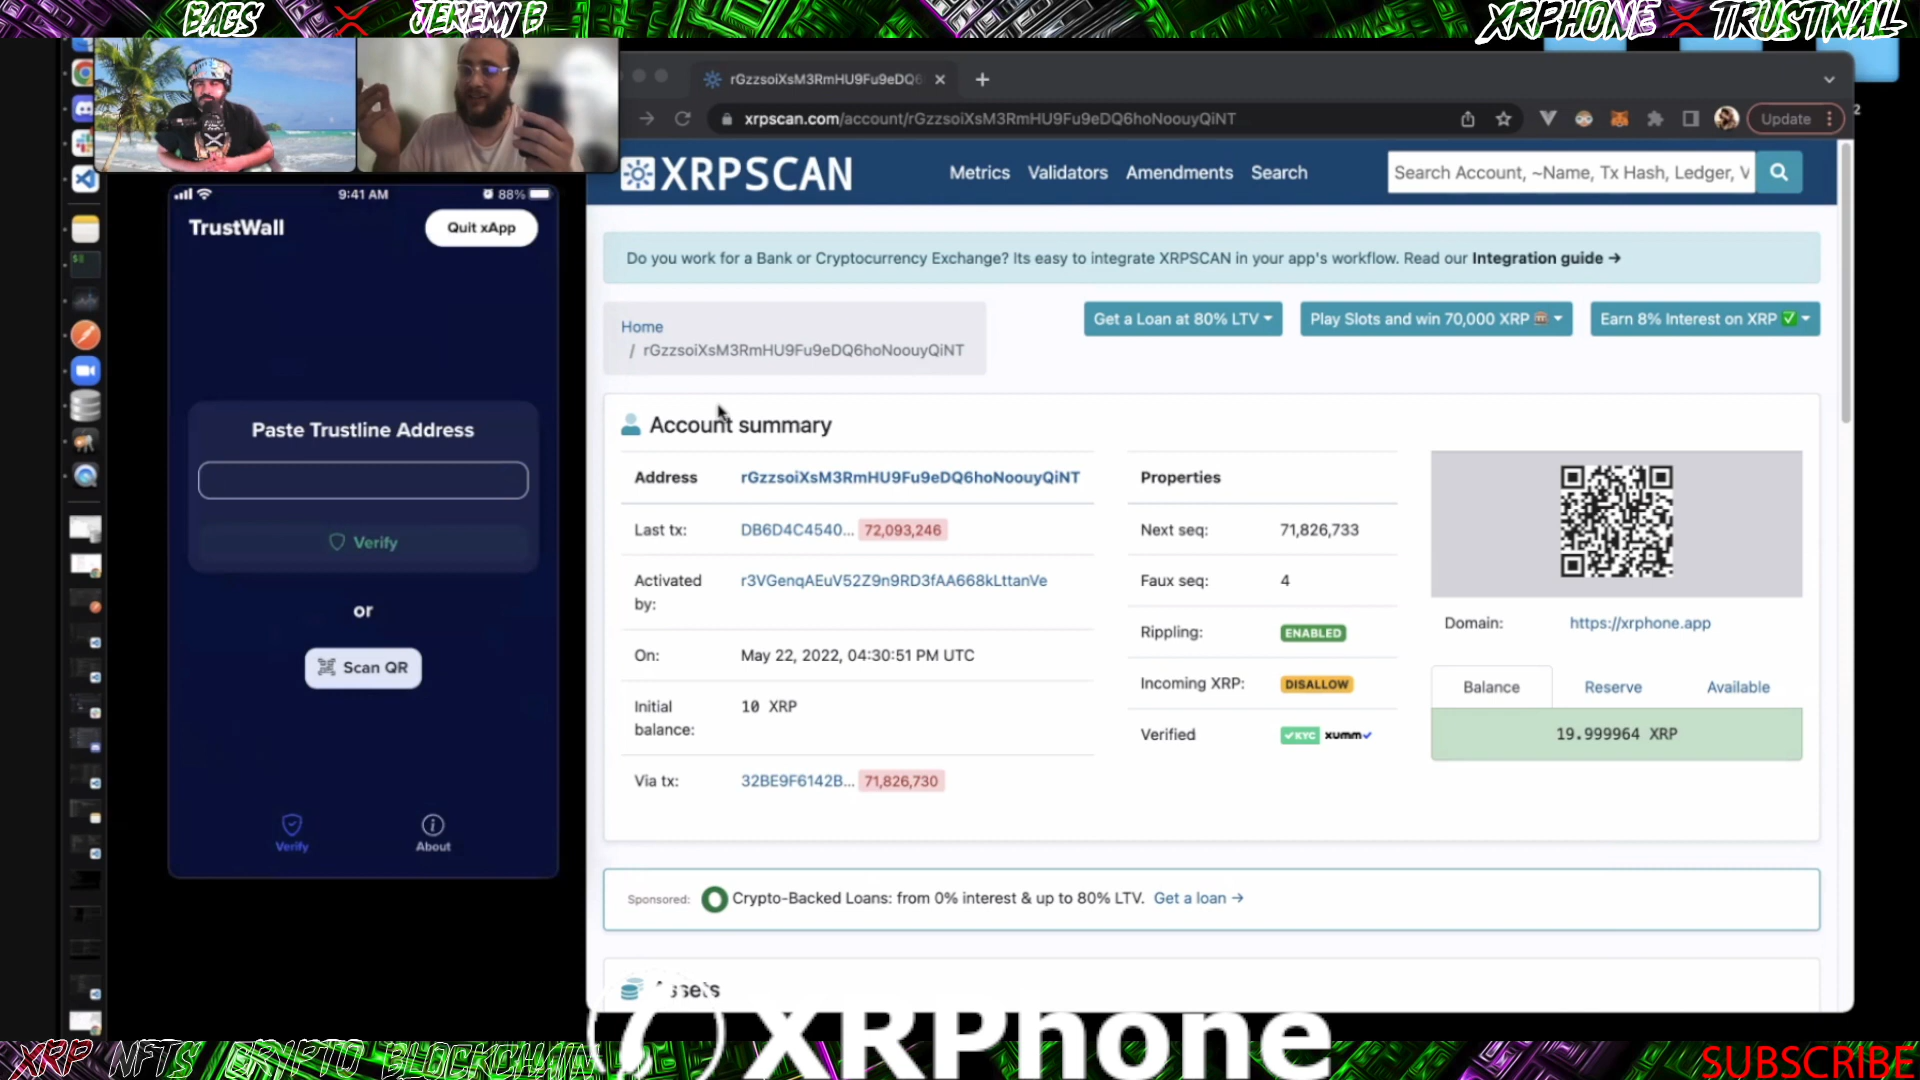 BAGS X JEREMY B
XRPHONE X TRUSTWALL
rGzzsoiXsM3RmHU9Fu9eDQ6
xrpscan.com/account/rGzzsoiXsM3RmHU9Fu9eDQ6hoNoouyQiNT
Update
XRPSCAN
Metrics Validators Amendments Search
Search Account, ~Name, Tx Hash, Ledger, V
9:41 AM
88%
TrustWall
Quit xApp
Paste Trustline Address
Verify
or
Scan QR
Verify
About
Do you work for a Bank or Cryptocurrency Exchange? Its easy to integrate XRPSCAN in your app's workflow. Read our Integration guide →
Home
/ rGzzsoiXsM3RmHU9Fu9eDQ6hoNoouyQiNT
Get a Loan at 80% LTV
Play Slots and win 70,000 XRP 🎰
Earn 8% Interest on XRP ✅
Account summary
Address rGzzsoiXsM3RmHU9Fu9eDQ6hoNoouyQiNT
Last tx: DB6D4C4540... 72,093,246
Activated by: r3VGenqAEuV52Z9n9RD3fAA668kLttanVe
On: May 22, 2022, 04:30:51 PM UTC
Initial balance: 10 XRP
Via tx: 32BE9F6142B... 71,826,730
Properties
Next seq: 71,826,733
Faux seq: 4
Rippling: ENABLED
Incoming XRP: DISALLOW
Verified ✓KYC xumm✓
Domain: https://xrphone.app
Balance Reserve Available
19.999964 XRP
Sponsored: Crypto-Backed Loans: from 0% interest & up to 80% LTV. Get a loan →
Assets
XRPhone
XRP NFTS CRYPTO BLOCKCHAIN
SUBSCRIBE